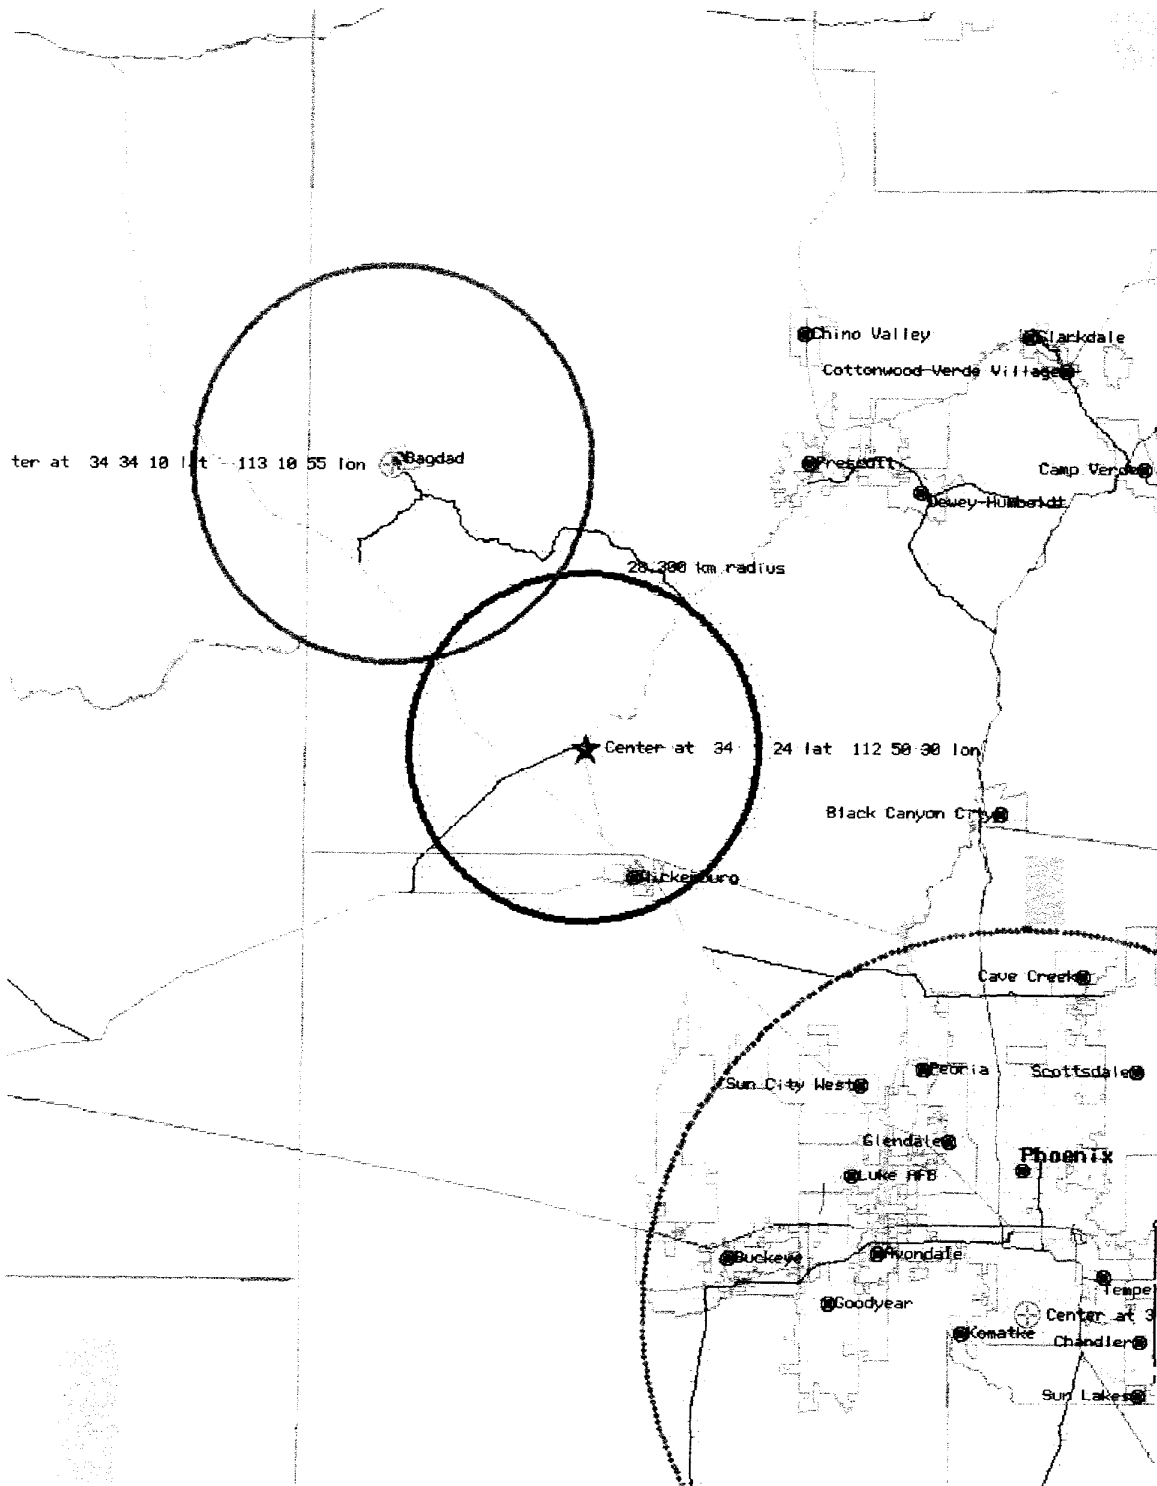 Chino Valley
Clarkdale
Cottonwood-Verde Village
ter at 34 34 10 lat 113 10 55 lon
Bagdad
Prescott
Camp Verde
Dewey-Humboldt
28.300 km radius
Center at 34 24 lat 112 50 30 lon
Black Canyon City
Wickenburg
Cave Creek
Sun City West
Peoria
Scottsdale
Glendale
Phoenix
Luke AFB
Buckeye
Avondale
Tempe
Goodyear
Center at 3
Komatke
Chandler
Sun Lakes